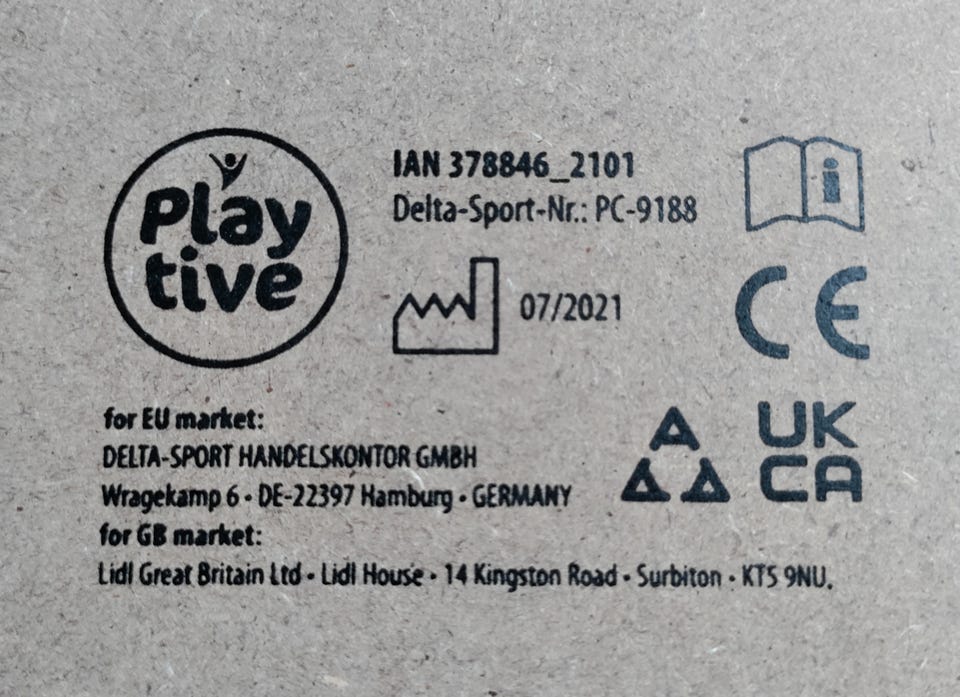 Play
tive
IAN 378846_2101
Delta-Sport-Nr.: PC-9188
07/2021
i
CE
for EU market:
DELTA-SPORT HANDELSKONTOR GMBH
Wragekamp 6 • DE-22397 Hamburg • GERMANY
for GB market:
Lidl Great Britain Ltd • Lidl House • 14 Kingston Road • Surbiton • KT5 9NU.
UK
CA